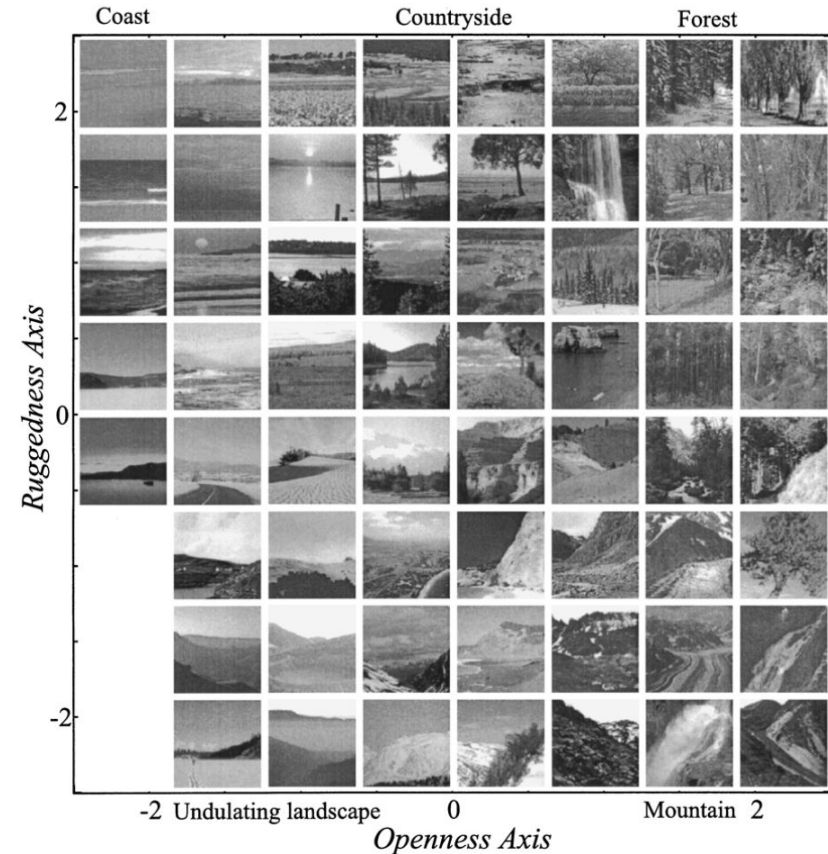 Coast Countryside Forest
2
0
-2
Ruggedness Axis
-2 Undulating landscape 0 Mountain 2
Openness Axis